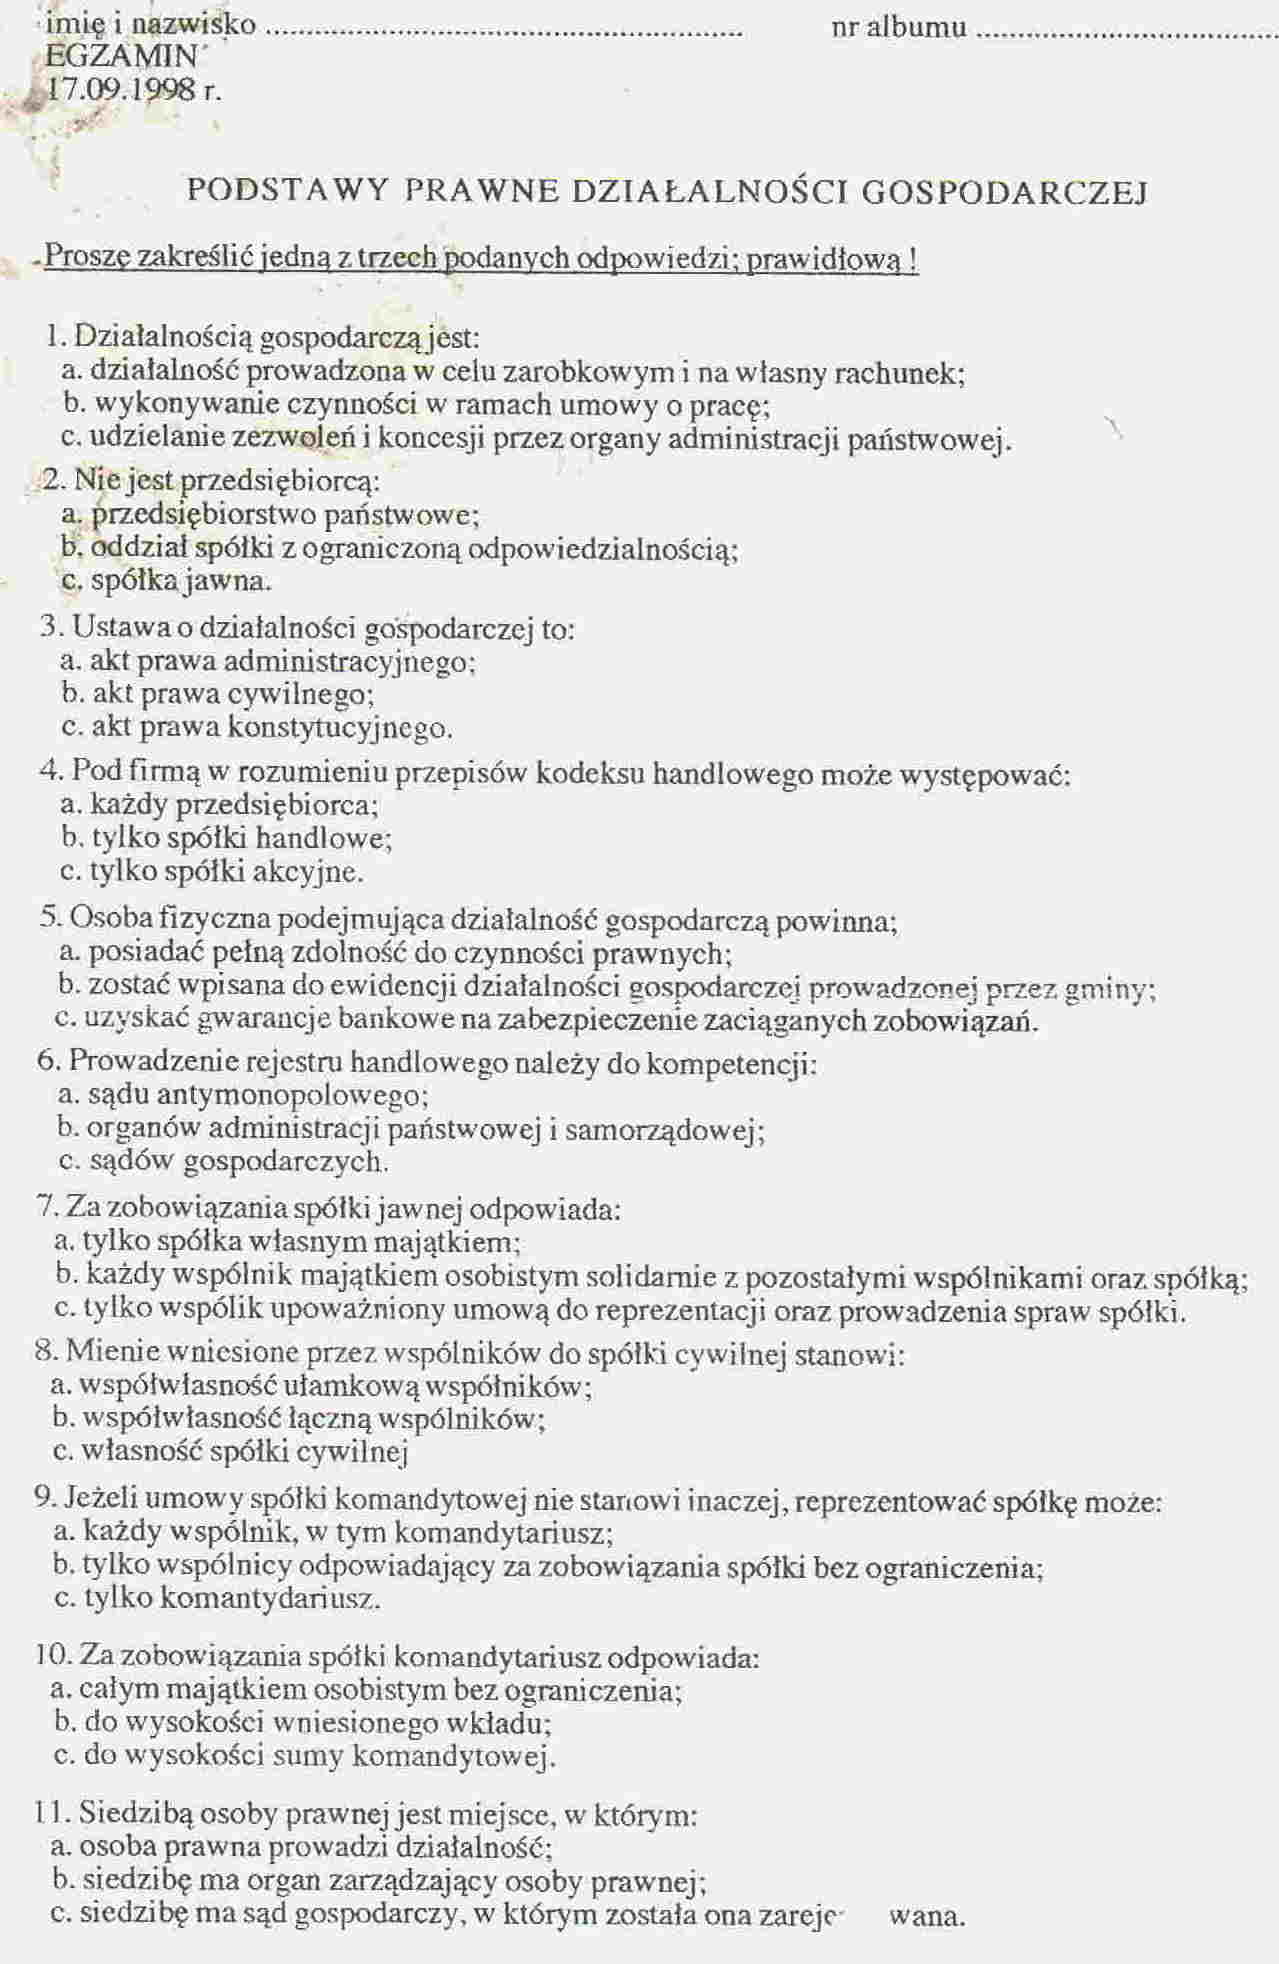 imię i nazwisko ........................................................ nr albumu ....................................
EGZAMIN
17.09.1998 r.
PODSTAWY PRAWNE DZIAŁALNOŚCI GOSPODARCZEJ
Proszę zakreślić jedną z trzech podanych odpowiedzi; prawidłową !
1. Działalnością gospodarczą jest:
a. działalność prowadzona w celu zarobkowym i na własny rachunek;
b. wykonywanie czynności w ramach umowy o pracę;
c. udzielanie zezwoleń i koncesji przez organy administracji państwowej.
2. Nie jest przedsiębiorcą:
a. przedsiębiorstwo państwowe;
b. oddział spółki z ograniczoną odpowiedzialnością;
c. spółka jawna.
3. Ustawa o działalności gospodarczej to:
a. akt prawa administracyjnego;
b. akt prawa cywilnego;
c. akt prawa konstytucyjnego.
4. Pod firmą w rozumieniu przepisów kodeksu handlowego może występować:
a. każdy przedsiębiorca;
b. tylko spółki handlowe;
c. tylko spółki akcyjne.
5. Osoba fizyczna podejmująca działalność gospodarczą powinna;
a. posiadać pełną zdolność do czynności prawnych;
b. zostać wpisana do ewidencji działalności gospodarczej prowadzonej przez gminy;
c. uzyskać gwarancje bankowe na zabezpieczenie zaciąganych zobowiązań.
6. Prowadzenie rejestru handlowego należy do kompetencji:
a. sądu antymonopolowego;
b. organów administracji państwowej i samorządowej;
c. sądów gospodarczych.
7. Za zobowiązania spółki jawnej odpowiada:
a. tylko spółka własnym majątkiem;
b. każdy wspólnik majątkiem osobistym solidarnie z pozostałymi wspólnikami oraz spółką;
c. tylko wspólik upoważniony umową do reprezentacji oraz prowadzenia spraw spółki.
8. Mienie wniesione przez wspólników do spółki cywilnej stanowi:
a. współwłasność ułamkową współników;
b. współwłasność łączną wspólników;
c. własność spółki cywilnej
9. Jeżeli umowy spółki komandytowej nie stanowi inaczej, reprezentować spółkę może:
a. każdy wspólnik, w tym komandytariusz;
b. tylko wspólnicy odpowiadający za zobowiązania spółki bez ograniczenia;
c. tylko komantydariusz.
10. Za zobowiązania spółki komandytariusz odpowiada:
a. całym majątkiem osobistym bez ograniczenia;
b. do wysokości wniesionego wkładu;
c. do wysokości sumy komandytowej.
11. Siedzibą osoby prawnej jest miejsce, w którym:
a. osoba prawna prowadzi działalność;
b. siedzibę ma organ zarządzający osoby prawnej;
c. siedzibę ma sąd gospodarczy, w którym została ona zareje wana.